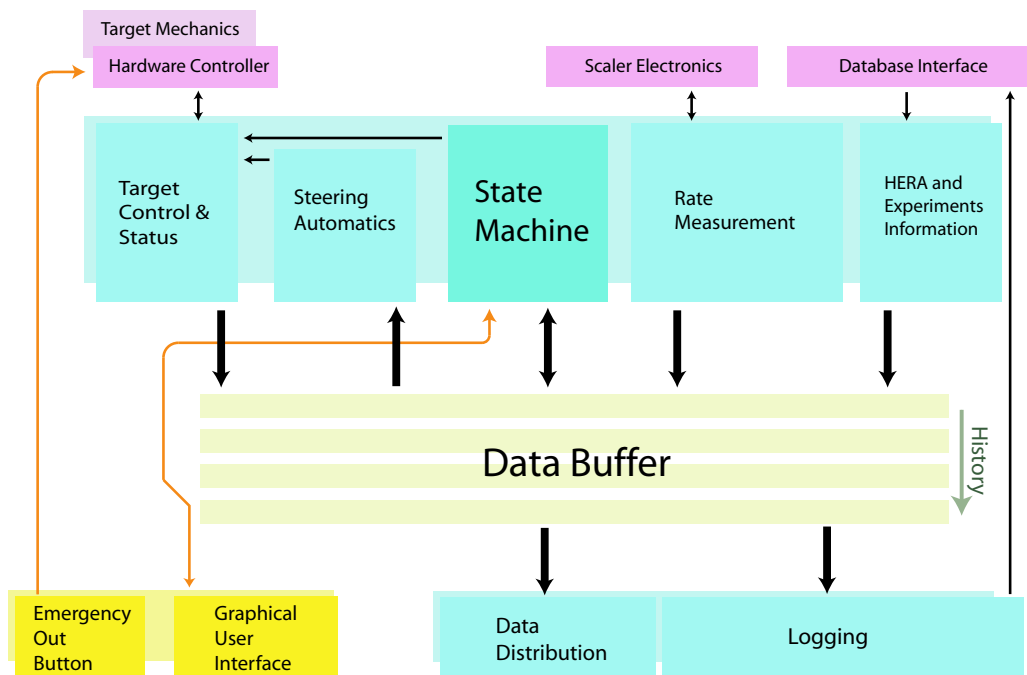 Target Mechanics
Hardware Controller
Scaler Electronics
Database Interface
Target
Control &
Status
Steering
Automatics
State
Machine
Rate
Measurement
HERA and
Experiments
Information
Data Buffer
History
Emergency
Out
Button
Graphical
User
Interface
Data
Distribution
Logging